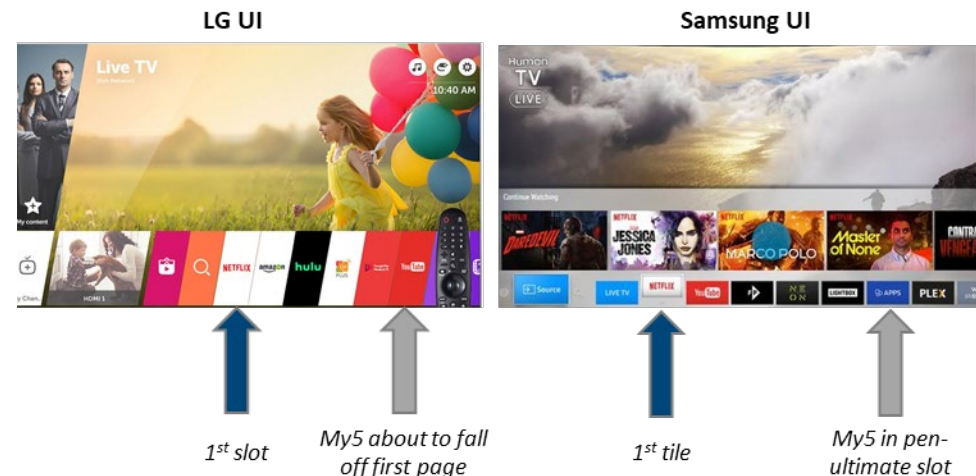 LG UI
Samsung UI
Live TV
10:40 AM
My content
HDMI 1
NETFLIX
amazon
hulu
PLUS
YouTube
Human
TV
LIVE
Continue Watching
NETFLIX
DAREDEVIL
NETFLIX
JESSICA
JONES
NETFLIX
MARCO POLO
NETFLIX
Master
of None
Source
LIVE TV
NETFLIX
YouTube
NE
ON
LIGHTBOX
APPS
PLEX
1st slot
My5 about to fall
off first page
1st tile
My5 in pen-
ultimate slot